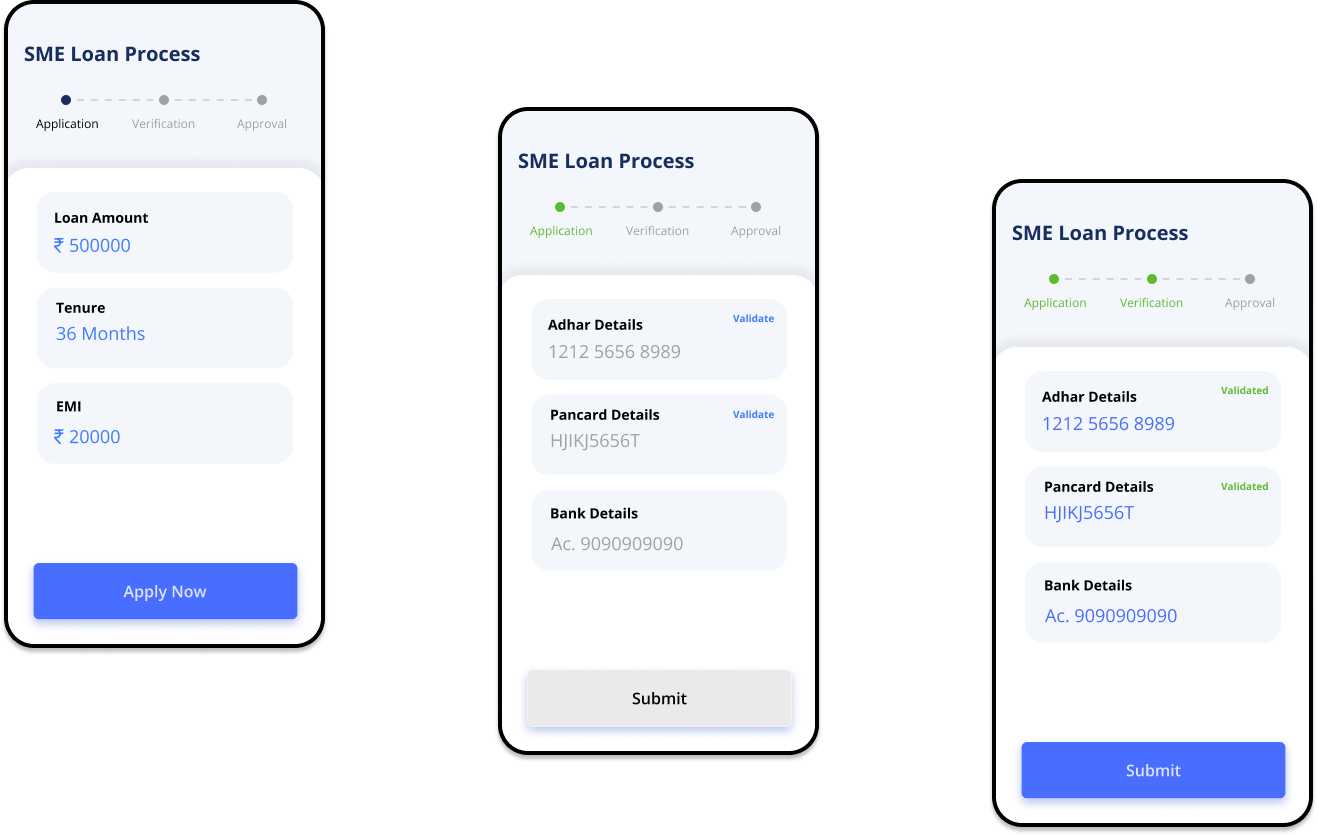 SME Loan Process
Application Verification Approval
Loan Amount
₹ 500000
Tenure
36 Months
EMI
₹ 20000
Apply Now
SME Loan Process
Application Verification Approval
Adhar Details Validate
1212 5656 8989
Pancard Details Validate
HJIKJ5656T
Bank Details
Ac. 9090909090
Submit
SME Loan Process
Application Verification Approval
Adhar Details Validated
1212 5656 8989
Pancard Details Validated
HJIKJ5656T
Bank Details
Ac. 9090909090
Submit